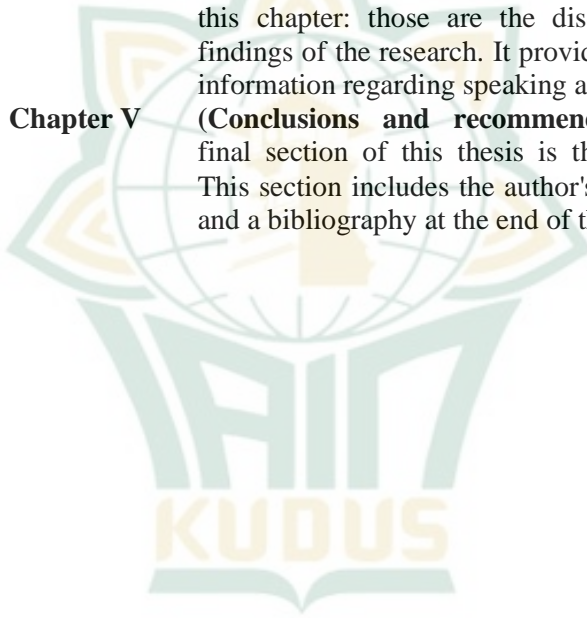 this chapter: those are the dis
findings of the research. It provi
information regarding speaking a
Chapter V (Conclusions and recommen
final section of this thesis is th
This section includes the author's
and a bibliography at the end of t
IAIN
KUDUS